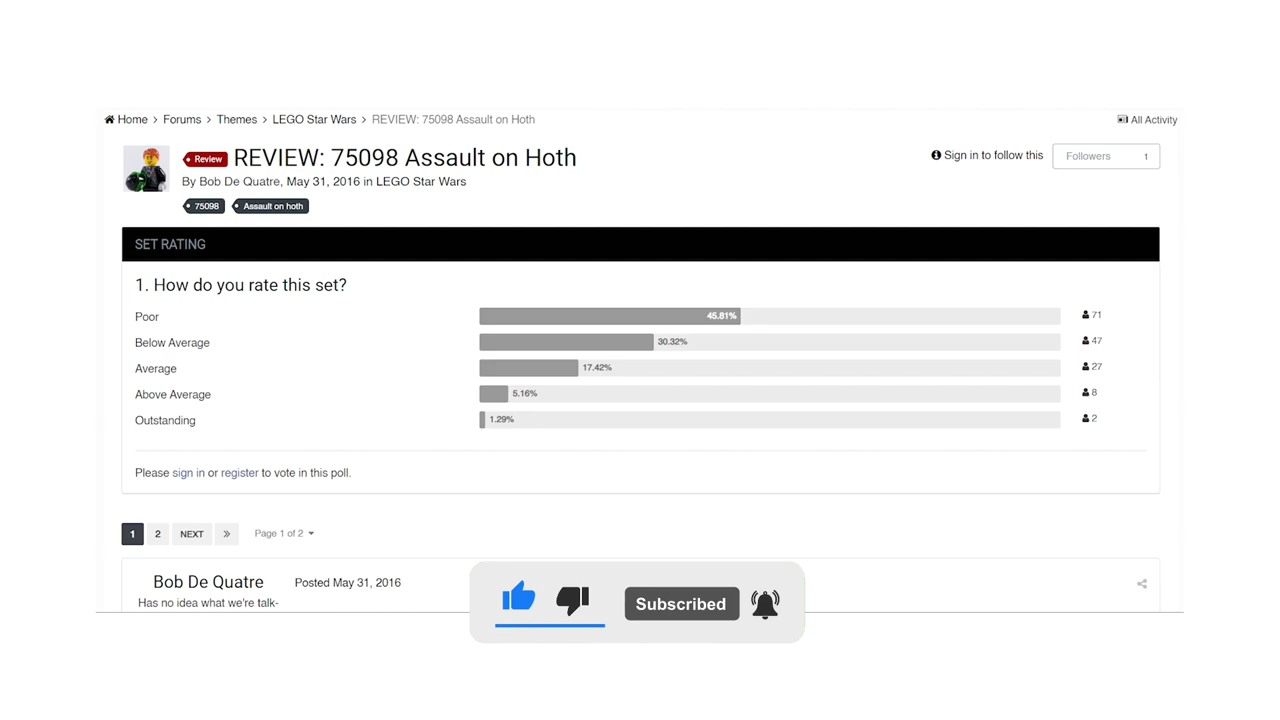 Home > Forums > Themes > LEGO Star Wars > REVIEW: 75098 Assault on Hoth
All Activity
Review REVIEW: 75098 Assault on Hoth
By Bob De Quatre, May 31, 2016 in LEGO Star Wars
75098 Assault on hoth
Sign in to follow this
Followers 1
SET RATING
1. How do you rate this set?
Poor 45.81% 71
Below Average 30.32% 47
Average 17.42% 27
Above Average 5.16% 8
Outstanding 1.29% 2
Please sign in or register to vote in this poll.
1 2 NEXT » Page 1 of 2
Bob De Quatre Posted May 31, 2016
Has no idea what we're talk-
Subscribed